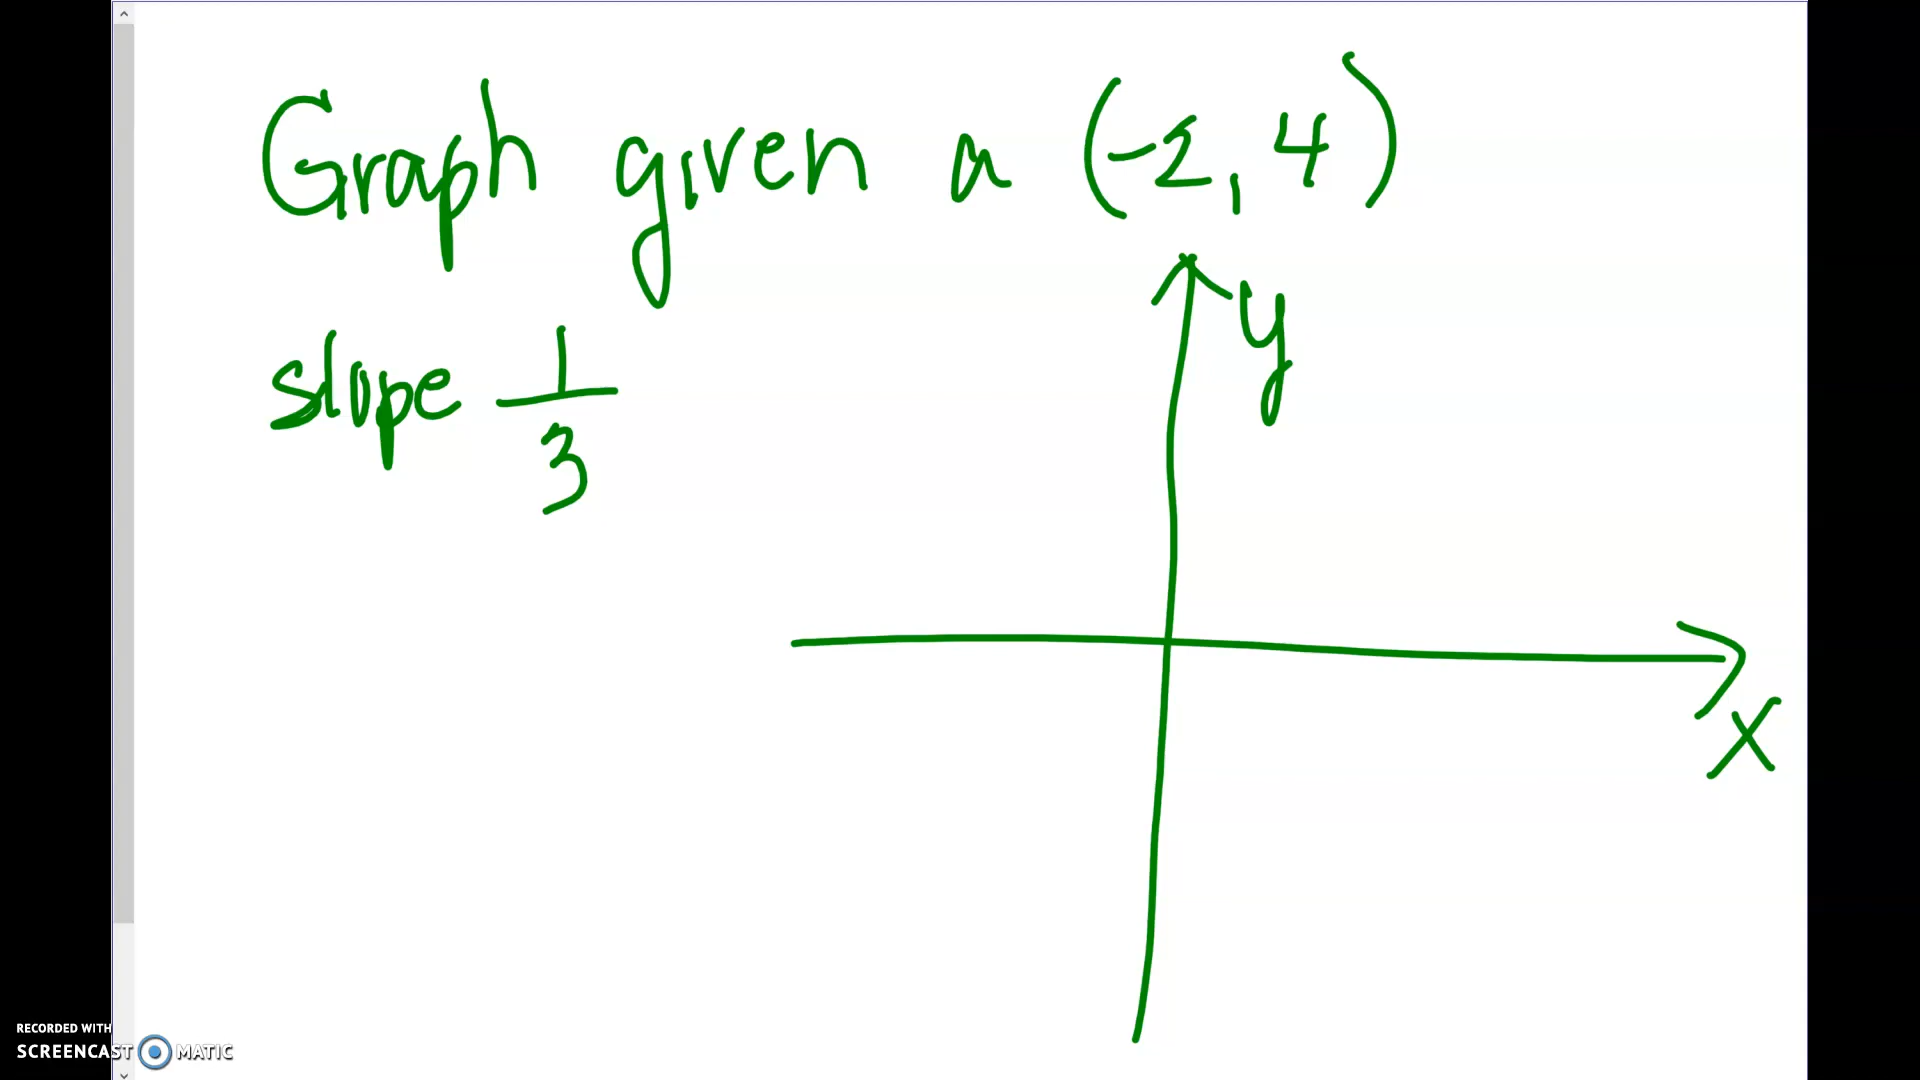 Graph given a (-2, 4)
slope 1/3
y
x
RECORDED WITH
SCREENCAST MATIC